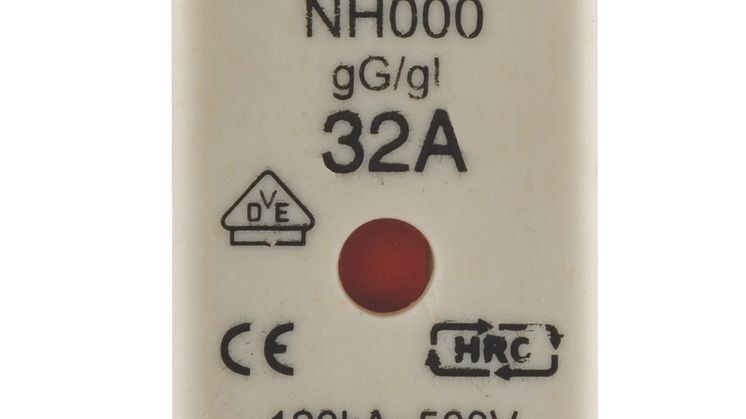 NH000
gG/gl
32A
DVE
CE
HRC